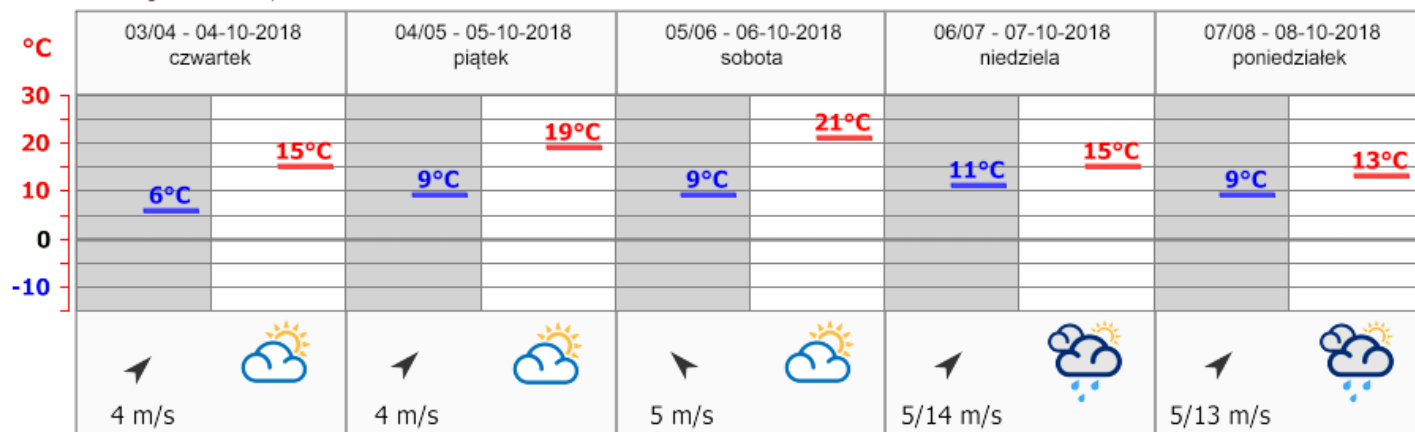 03/04 - 04-10-2018
czwartek
04/05 - 05-10-2018
piątek
05/06 - 06-10-2018
sobota
06/07 - 07-10-2018
niedziela
07/08 - 08-10-2018
poniedziałek
°C
30
20
10
0
-10
6°C
15°C
9°C
19°C
9°C
21°C
11°C
15°C
9°C
13°C
4 m/s
4 m/s
5 m/s
5/14 m/s
5/13 m/s